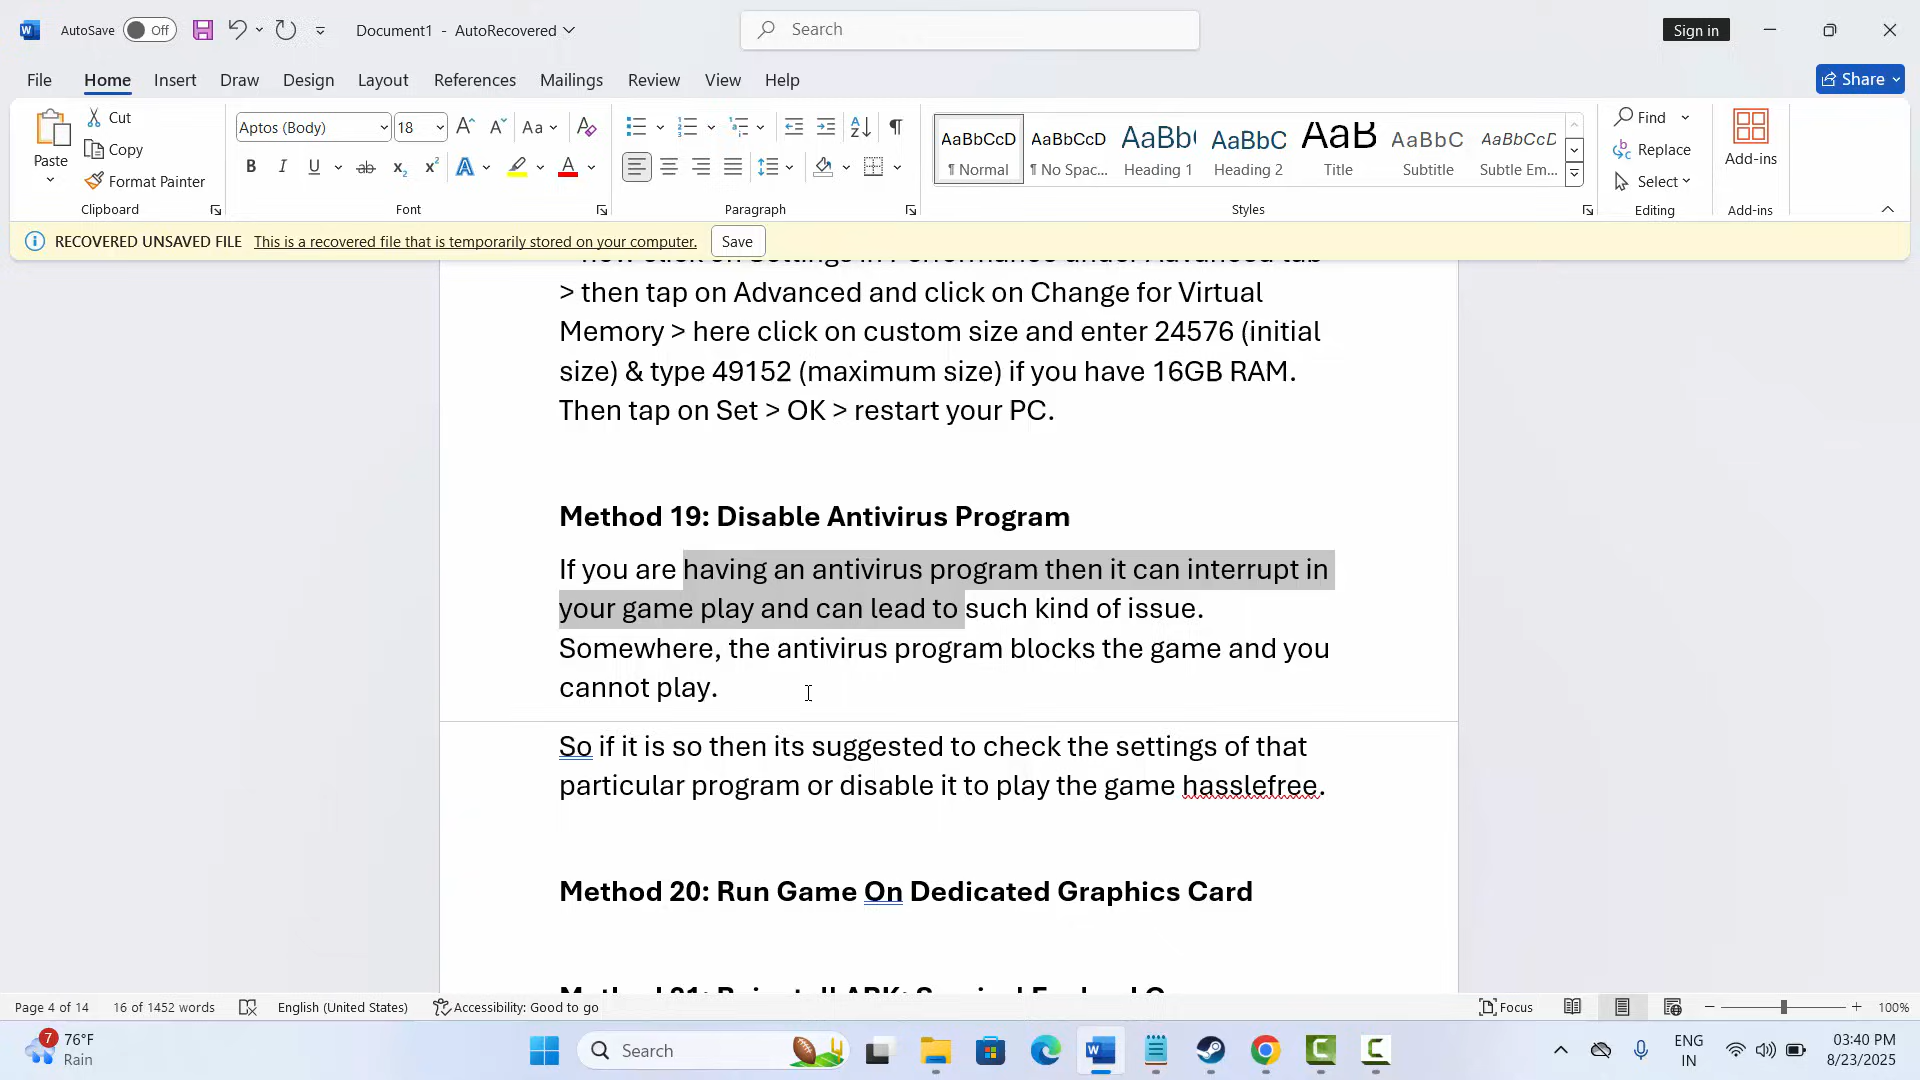 AutoSave Off Document1 - AutoRecovered Search Sign in
File Home Insert Draw Design Layout References Mailings Review View Help Share
Paste Cut Copy Format Painter Clipboard
Aptos (Body) 18 Font
Paragraph
AaBbCcD AaBbCcD AaBb( AaBbC AaB AaBbC AaBbCcD
¶ Normal ¶ No Spac... Heading 1 Heading 2 Title Subtitle Subtle Em...
Styles
Find Replace Select Editing
Add-ins Add-ins
RECOVERED UNSAVED FILE This is a recovered file that is temporarily stored on your computer. Save
> then tap on Advanced and click on Change for Virtual
Memory > here click on custom size and enter 24576 (initial
size) & type 49152 (maximum size) if you have 16GB RAM.
Then tap on Set > OK > restart your PC.
Method 19: Disable Antivirus Program
If you are having an antivirus program then it can interrupt in
your game play and can lead to such kind of issue.
Somewhere, the antivirus program blocks the game and you
cannot play.
So if it is so then its suggested to check the settings of that
particular program or disable it to play the game hasslefree.
Method 20: Run Game On Dedicated Graphics Card
Page 4 of 14 16 of 1452 words English (United States) Accessibility: Good to go Focus 100%
7 76°F Rain Search ENG IN 03:40 PM 8/23/2025